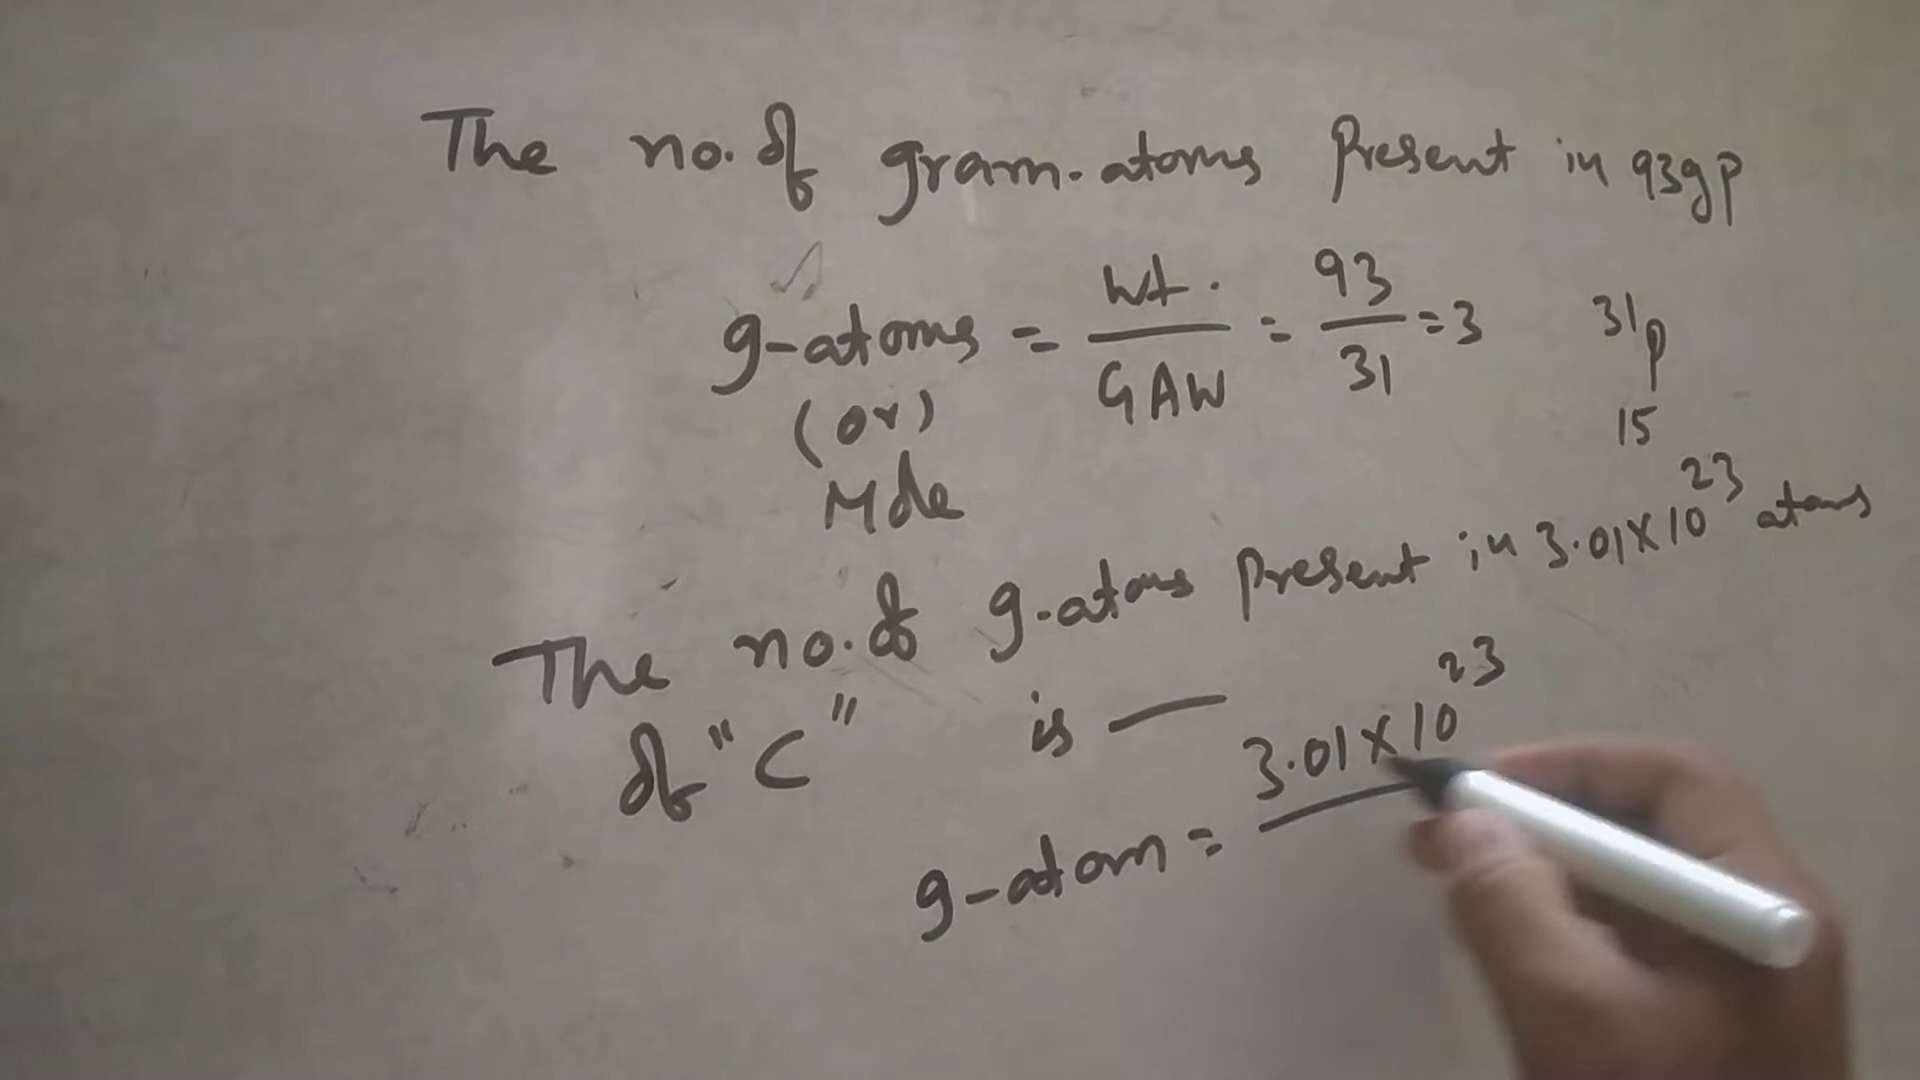 The no. of gram-atoms Present in 93g P
g-atoms = Wt. / GAW = 93 / 31 = 3
31 P 15
(or)
Mole
The no. of g-atoms Present in 3.01 X 10^23 atoms
of "C" is —
g-atom = 3.01 X 10^23